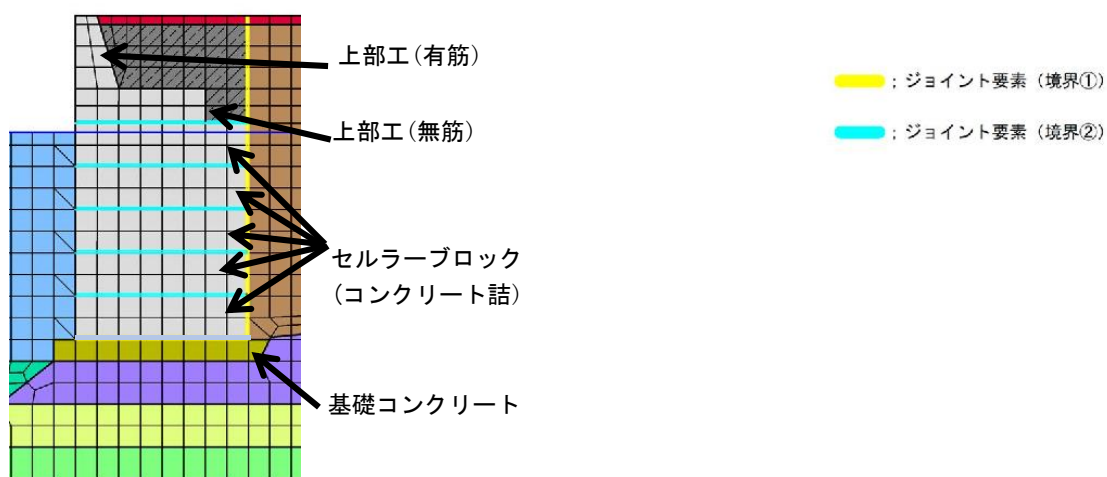 上部工(有筋)
; ジョイント要素 (境界①)
上部工(無筋)
; ジョイント要素 (境界②)
セルラーブロック
(コンクリート詰)
基礎コンクリート